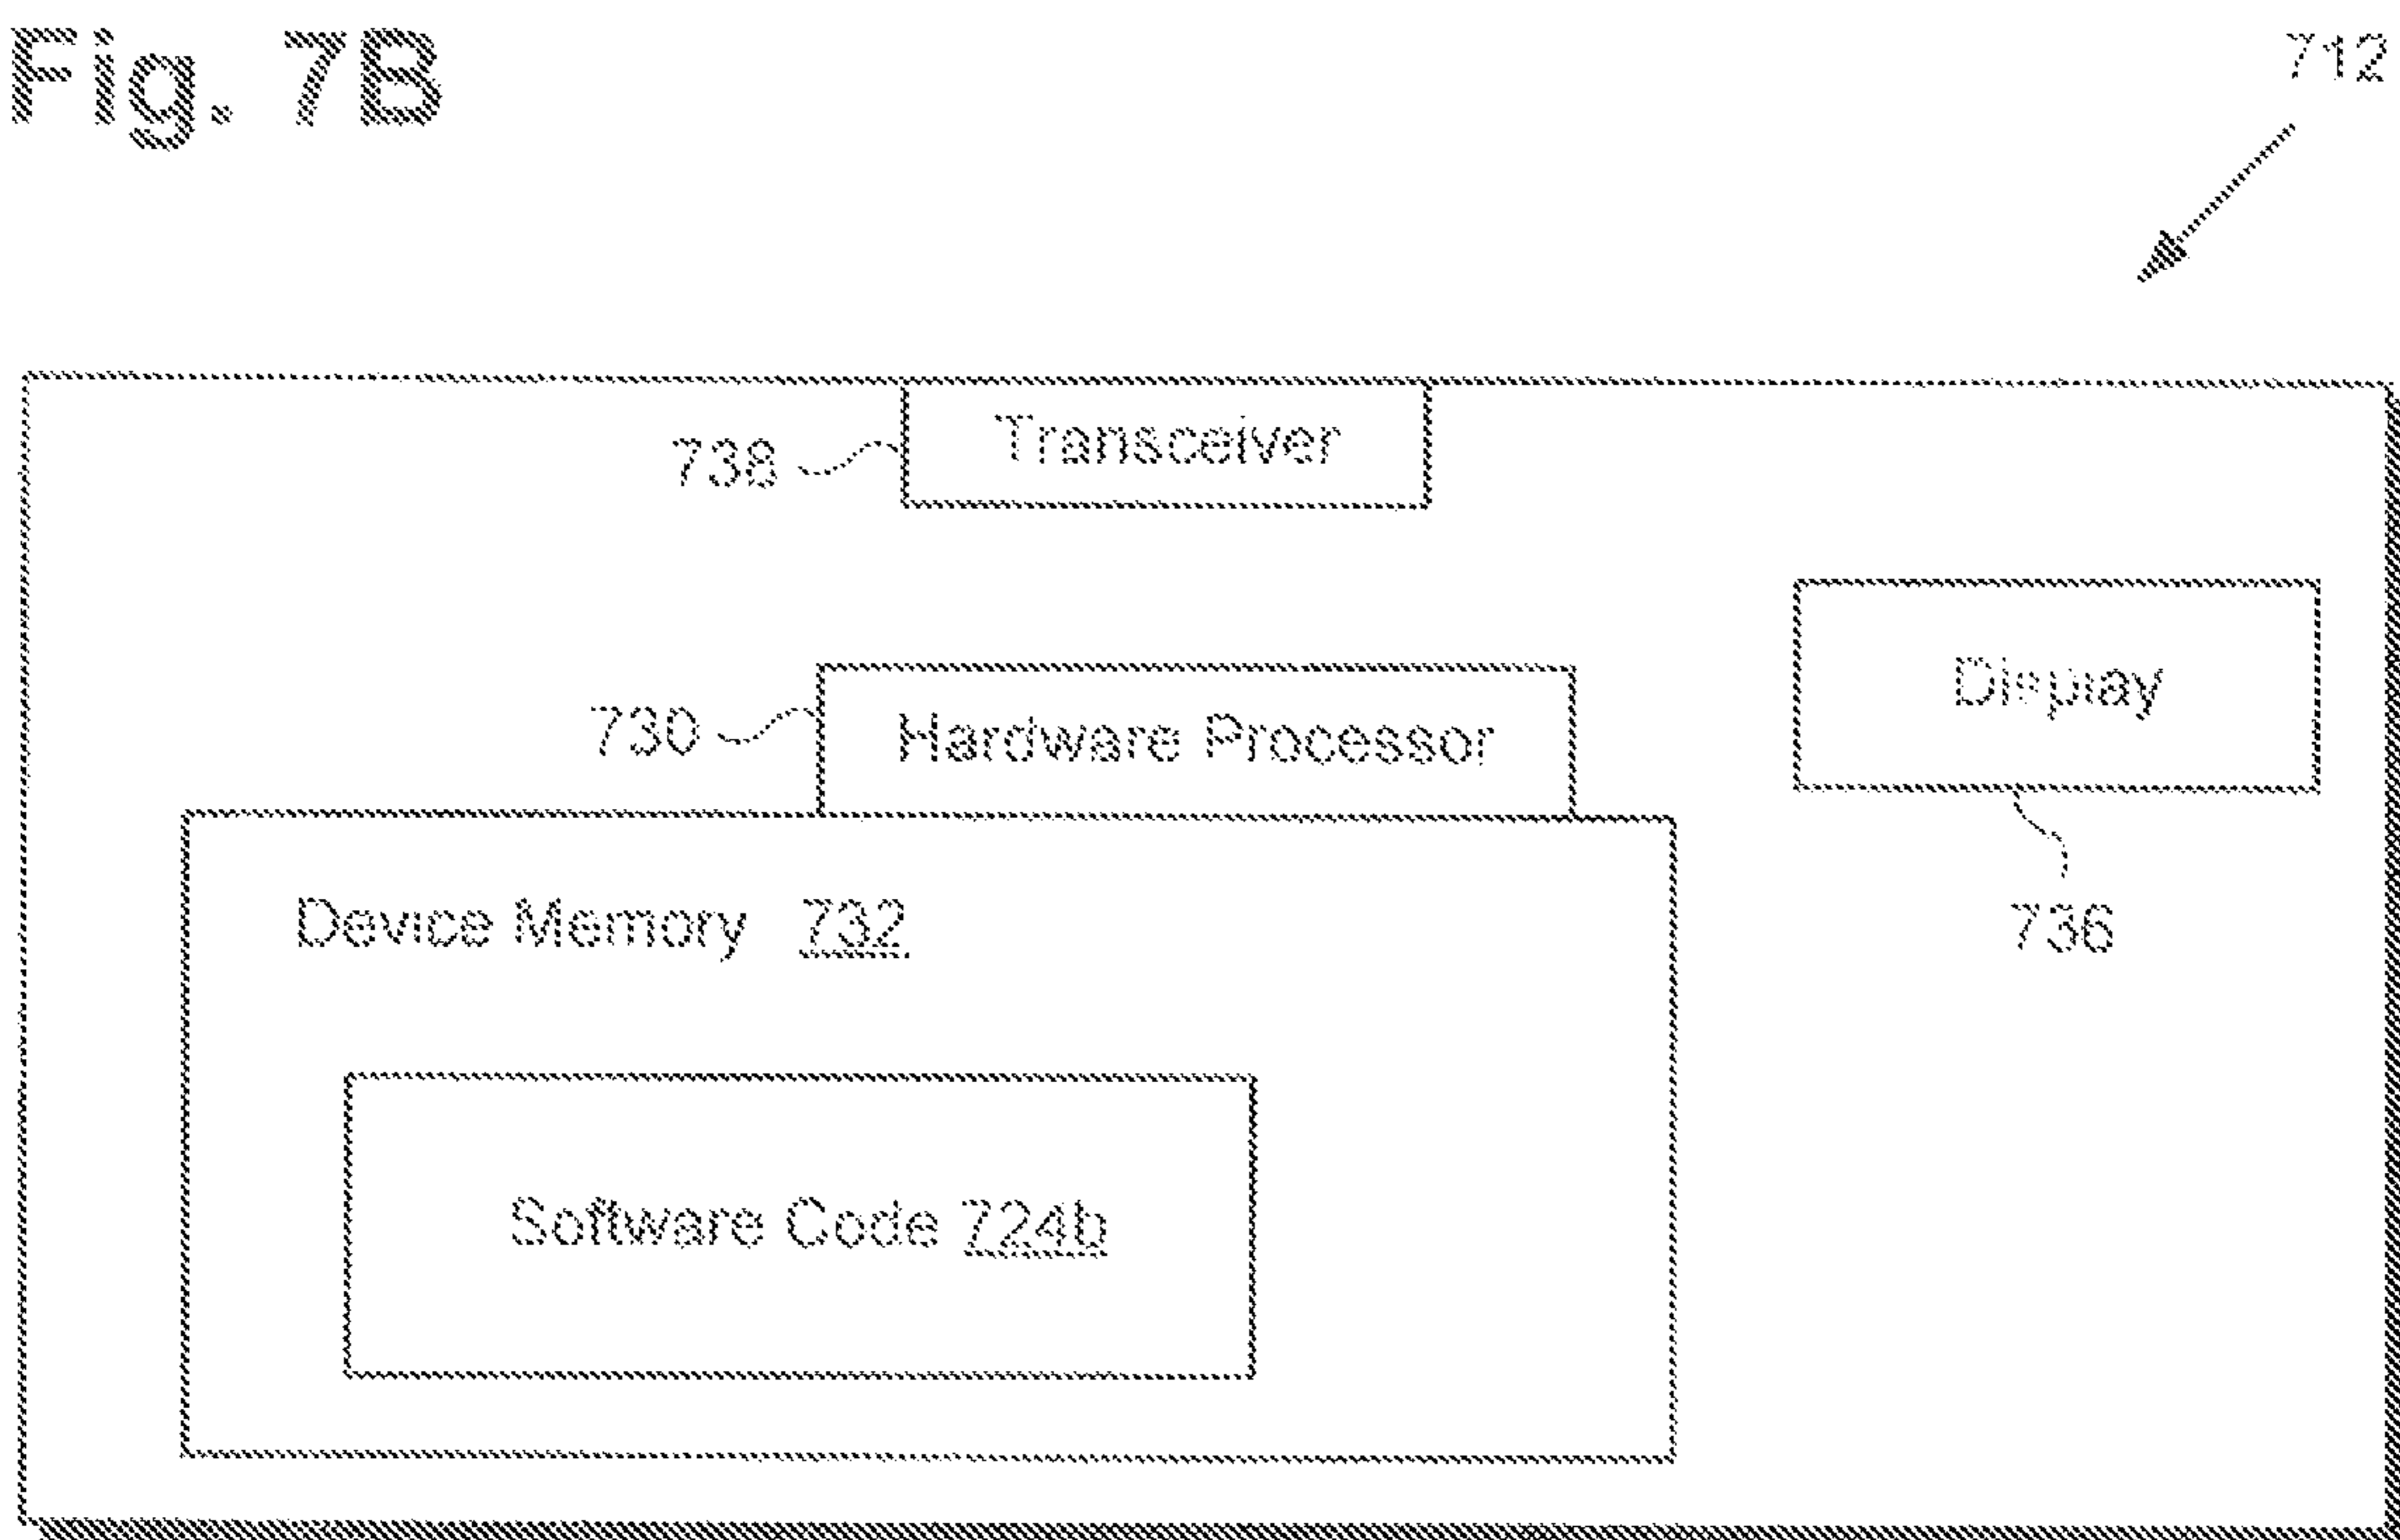 Fig. 7B
712
738 Transceiver
Display
730 Hardware Processor
Device Memory 732
736
Software Code 724b